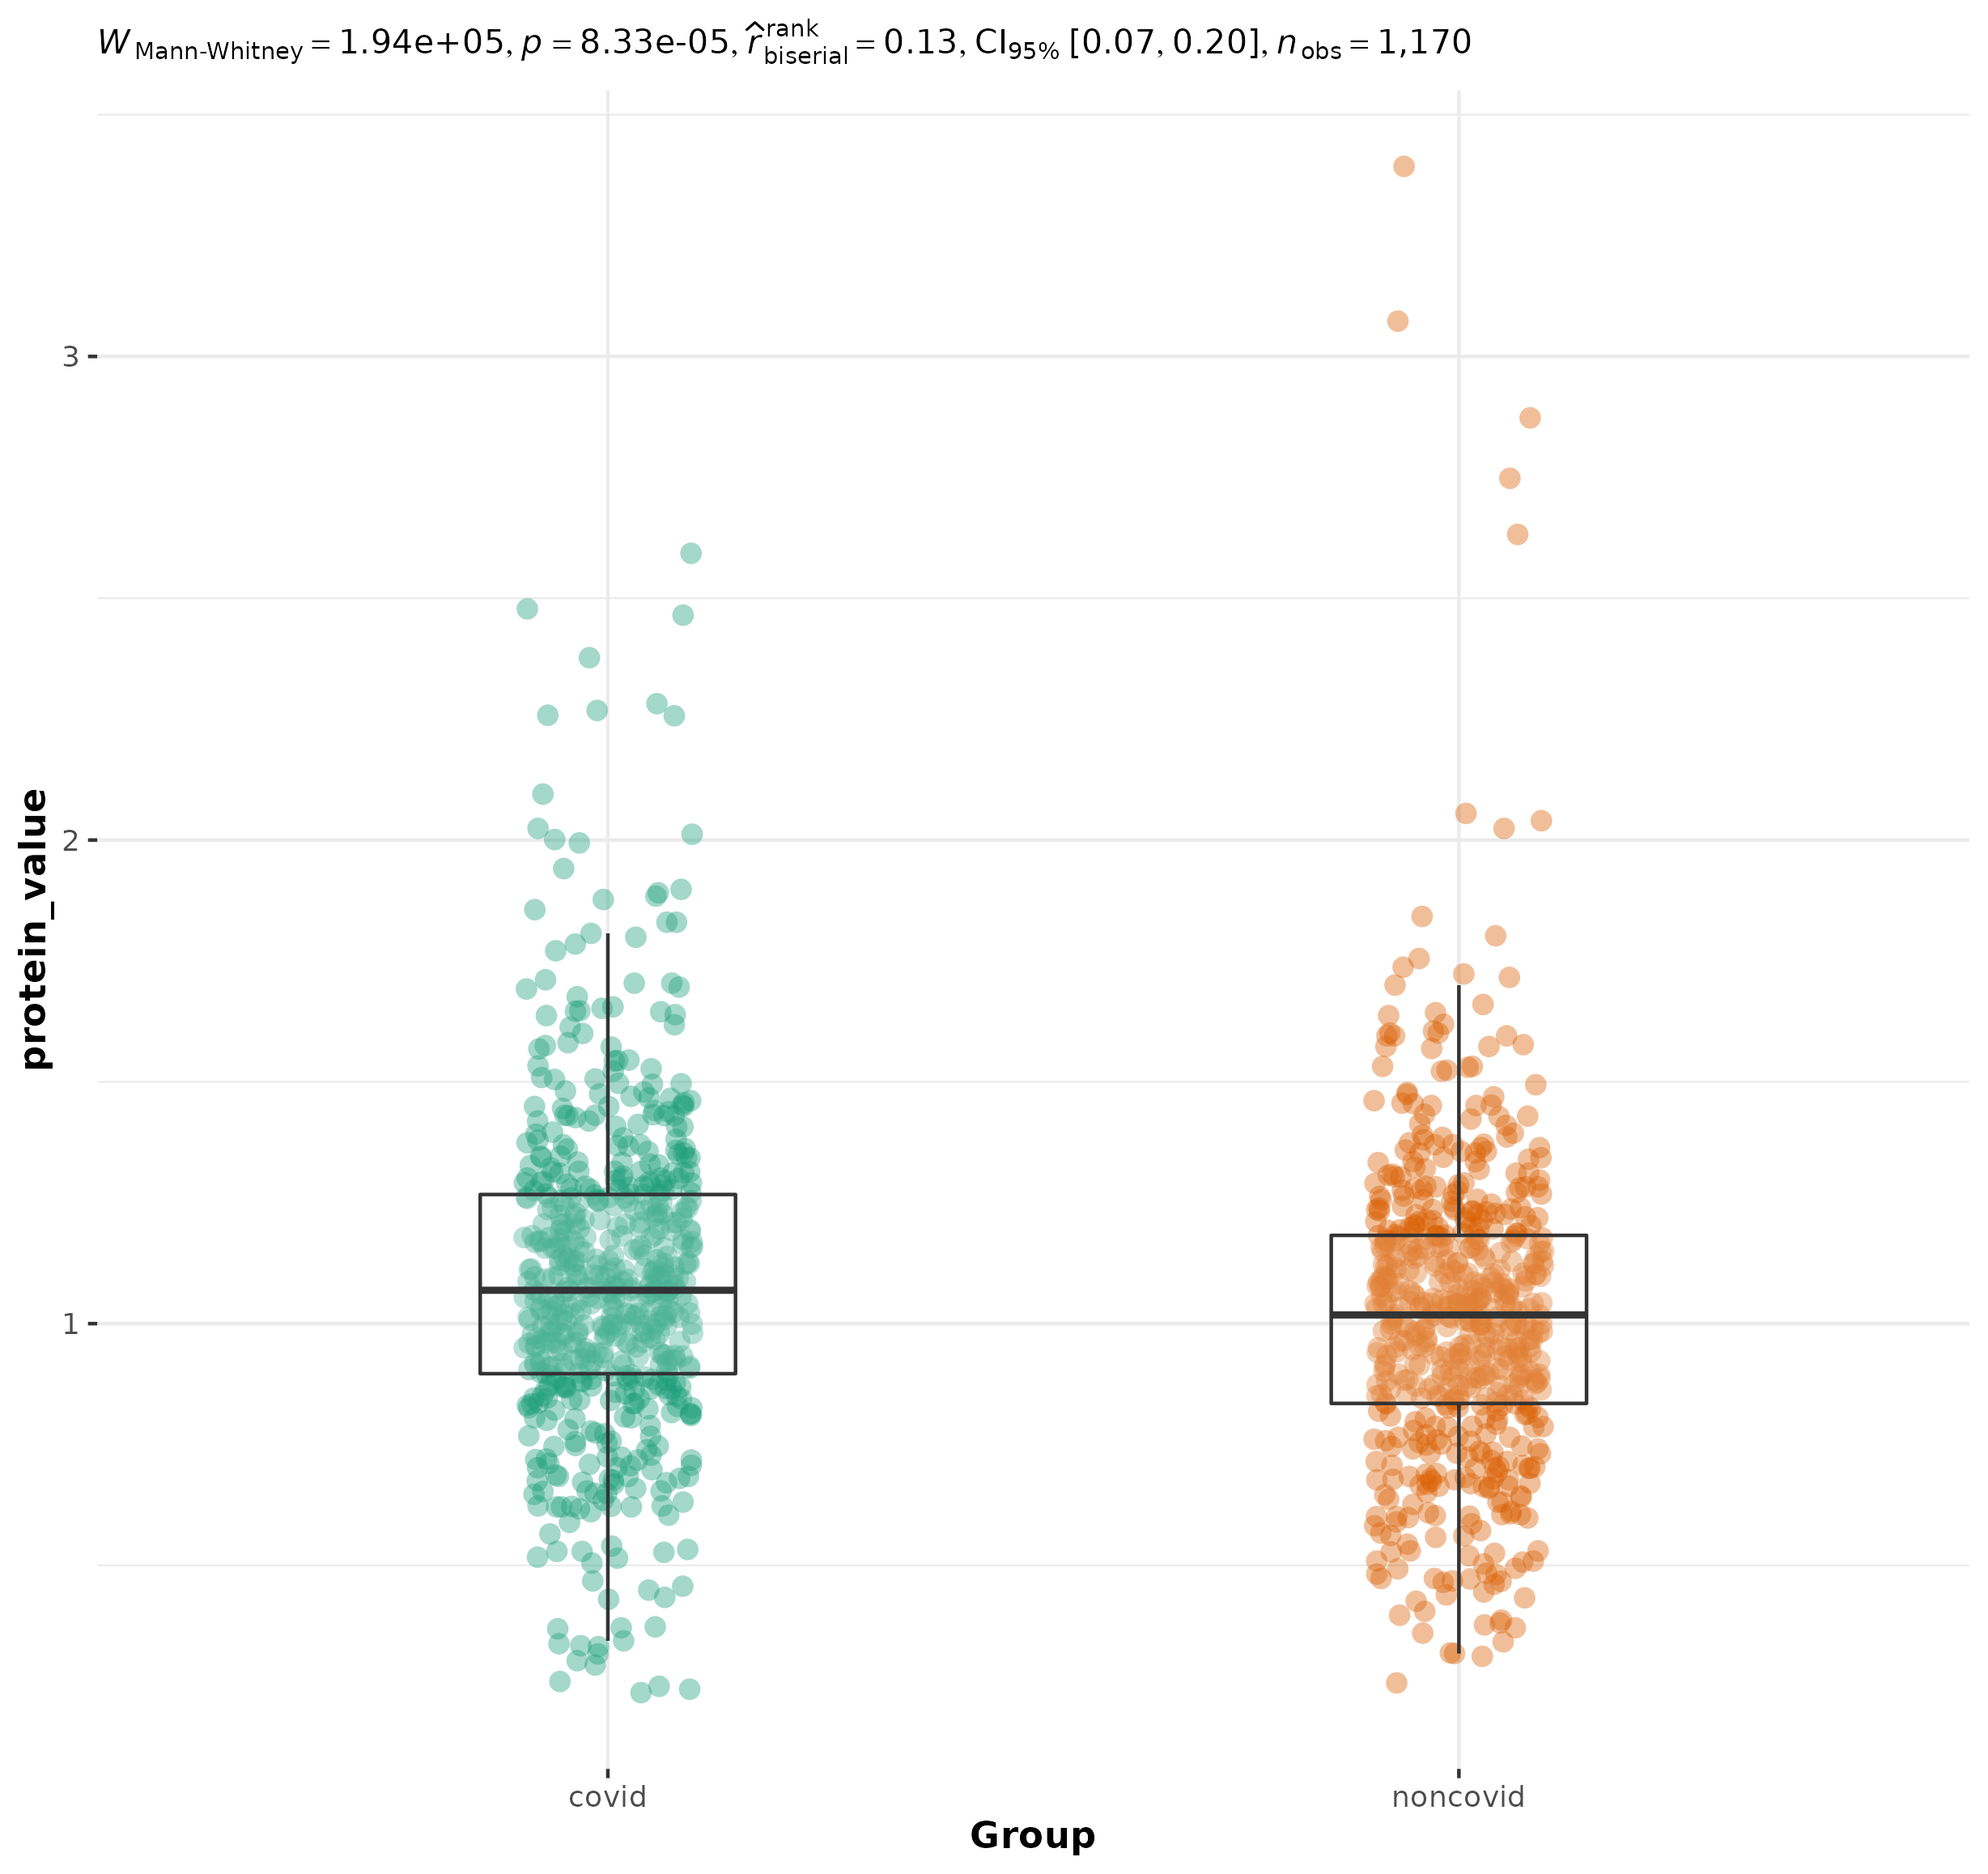 W Mann-Whitney = 1.94e+05, p = 8.33e-05, r̂ rank biserial = 0.13, CI95% [0.07, 0.20], nobs = 1,170
3
2
1
protein_value
covid noncovid
Group